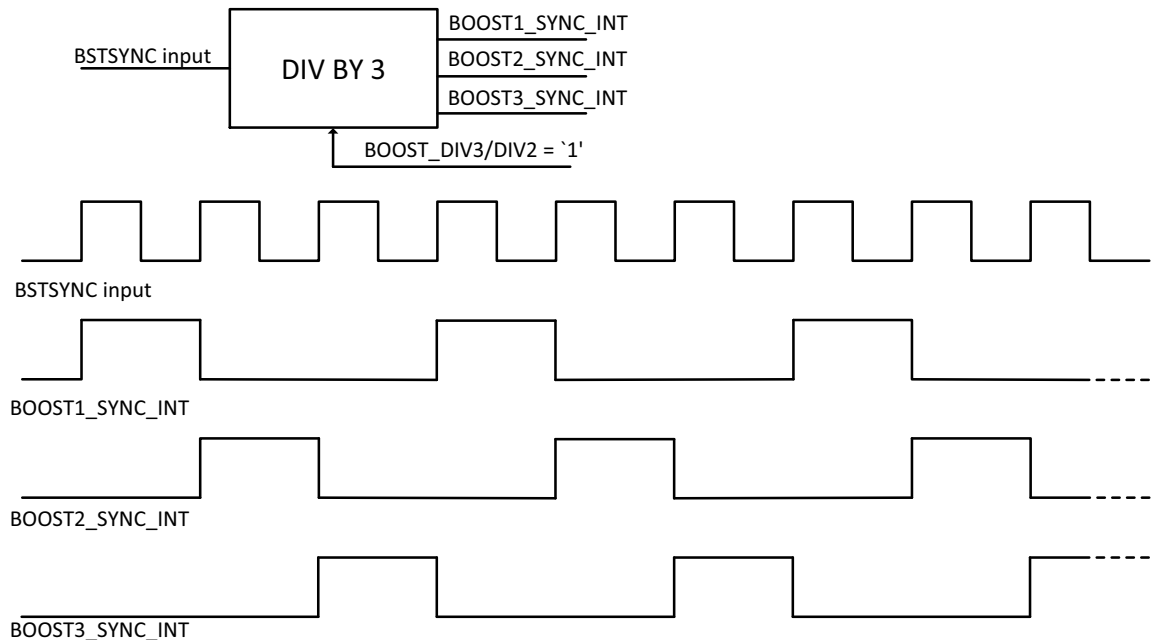 BOOST1_SYNC_INT
BSTSYNC input
BOOST2_SYNC_INT
DIV BY 3
BOOST3_SYNC_INT
BOOST_DIV3/DIV2 = `1'
BSTSYNC input
BOOST1_SYNC_INT
BOOST2_SYNC_INT
BOOST3_SYNC_INT